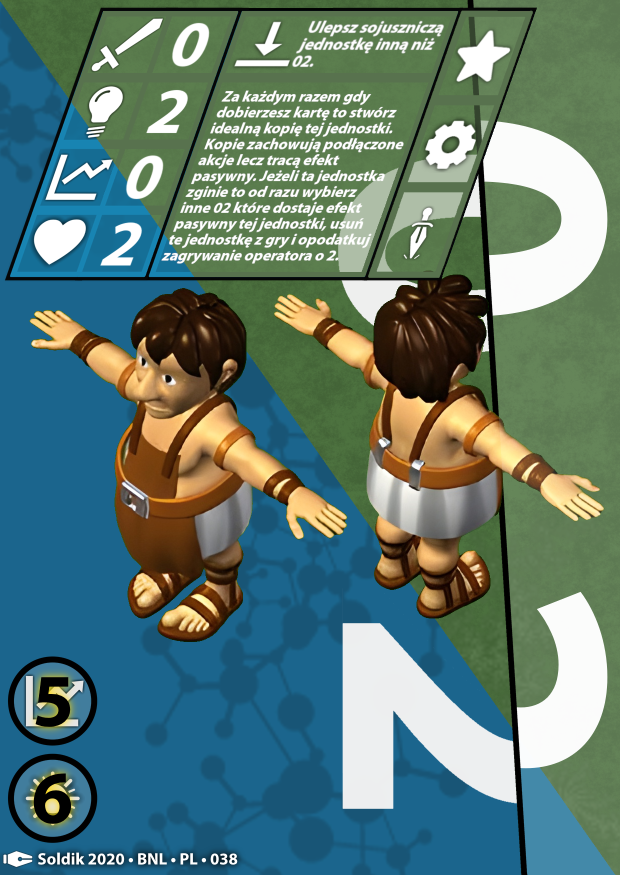 0
2
0
2
Ulepsz sojuszniczą
jednostkę inną niż
02.
Za każdym razem gdy
dobierzesz kartę to stwórz
idealną kopię tej jednostki.
Kopie zachowują podłączone
akcje lecz tracą efekt
pasywny. Jeżeli ta jednostka
zginie to od razu wybierz
inne 02 które dostaje efekt
pasywny tej jednostki, usuń
tę jednostkę z gry i opodatkuj
zagrywanie operatora o 2.
0
2
5
6
Soldik 2020 • BNL • PL • 038